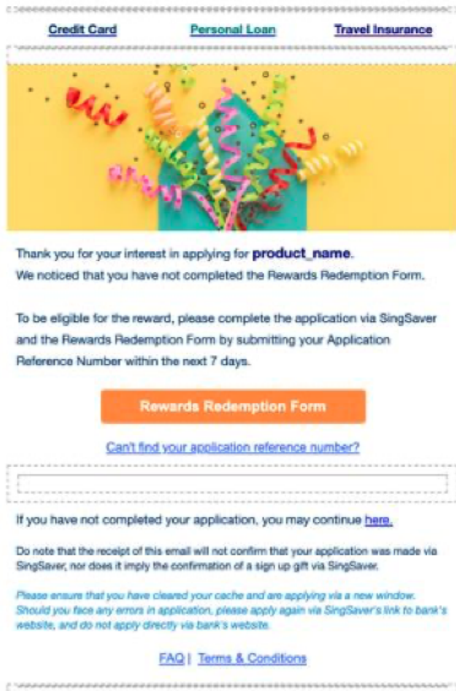 Credit Card Personal Loan Travel Insurance
Thank you for your interest in applying for product_name.
We noticed that you have not completed the Rewards Redemption Form.
To be eligible for the reward, please complete the application via SingSaver
and the Rewards Redemption Form by submitting your Application
Reference Number within the next 7 days.
Rewards Redemption Form
Can't find your application reference number?
If you have not completed your application, you may continue here.
Do note that the receipt of this email will not confirm that your application was made via
SingSaver, nor does it imply the confirmation of a sign up gift via SingSaver.
Please ensure that you have cleared your cache and are applying via a new window.
Should you face any errors in application, please apply again via SingSaver's link to bank's
website, and do not apply directly via bank's website.
FAQ | Terms & Conditions